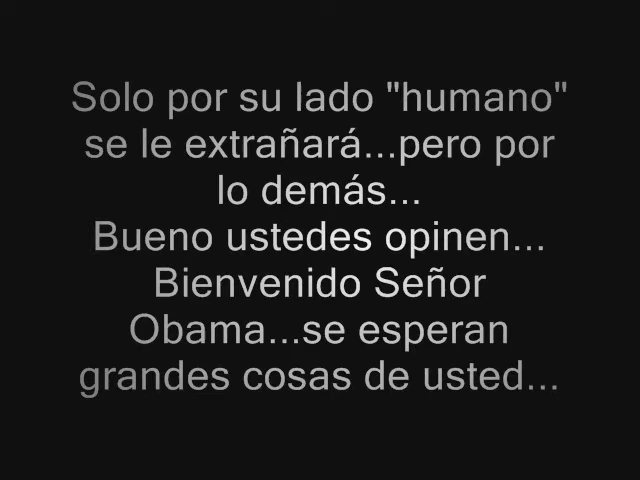 Solo por su lado "humano"
se le extrañará...pero por
lo demás...
Bueno ustedes opinen...
Bienvenido Señor
Obama...se esperan
grandes cosas de usted...